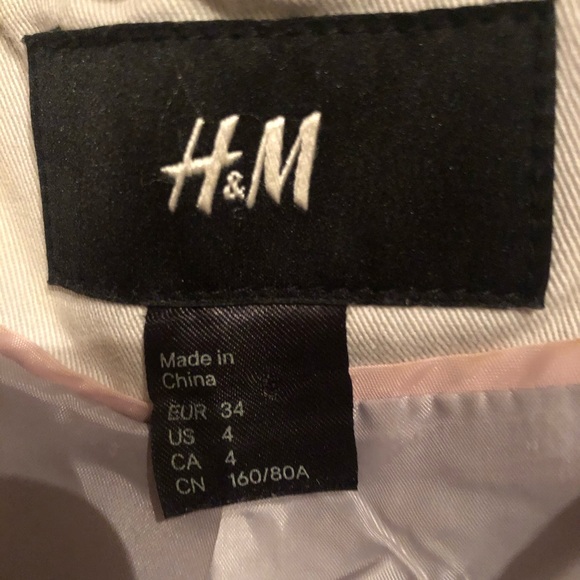 H&M
Made in
China
EUR 34
US 4
CA 4
CN 160/80A